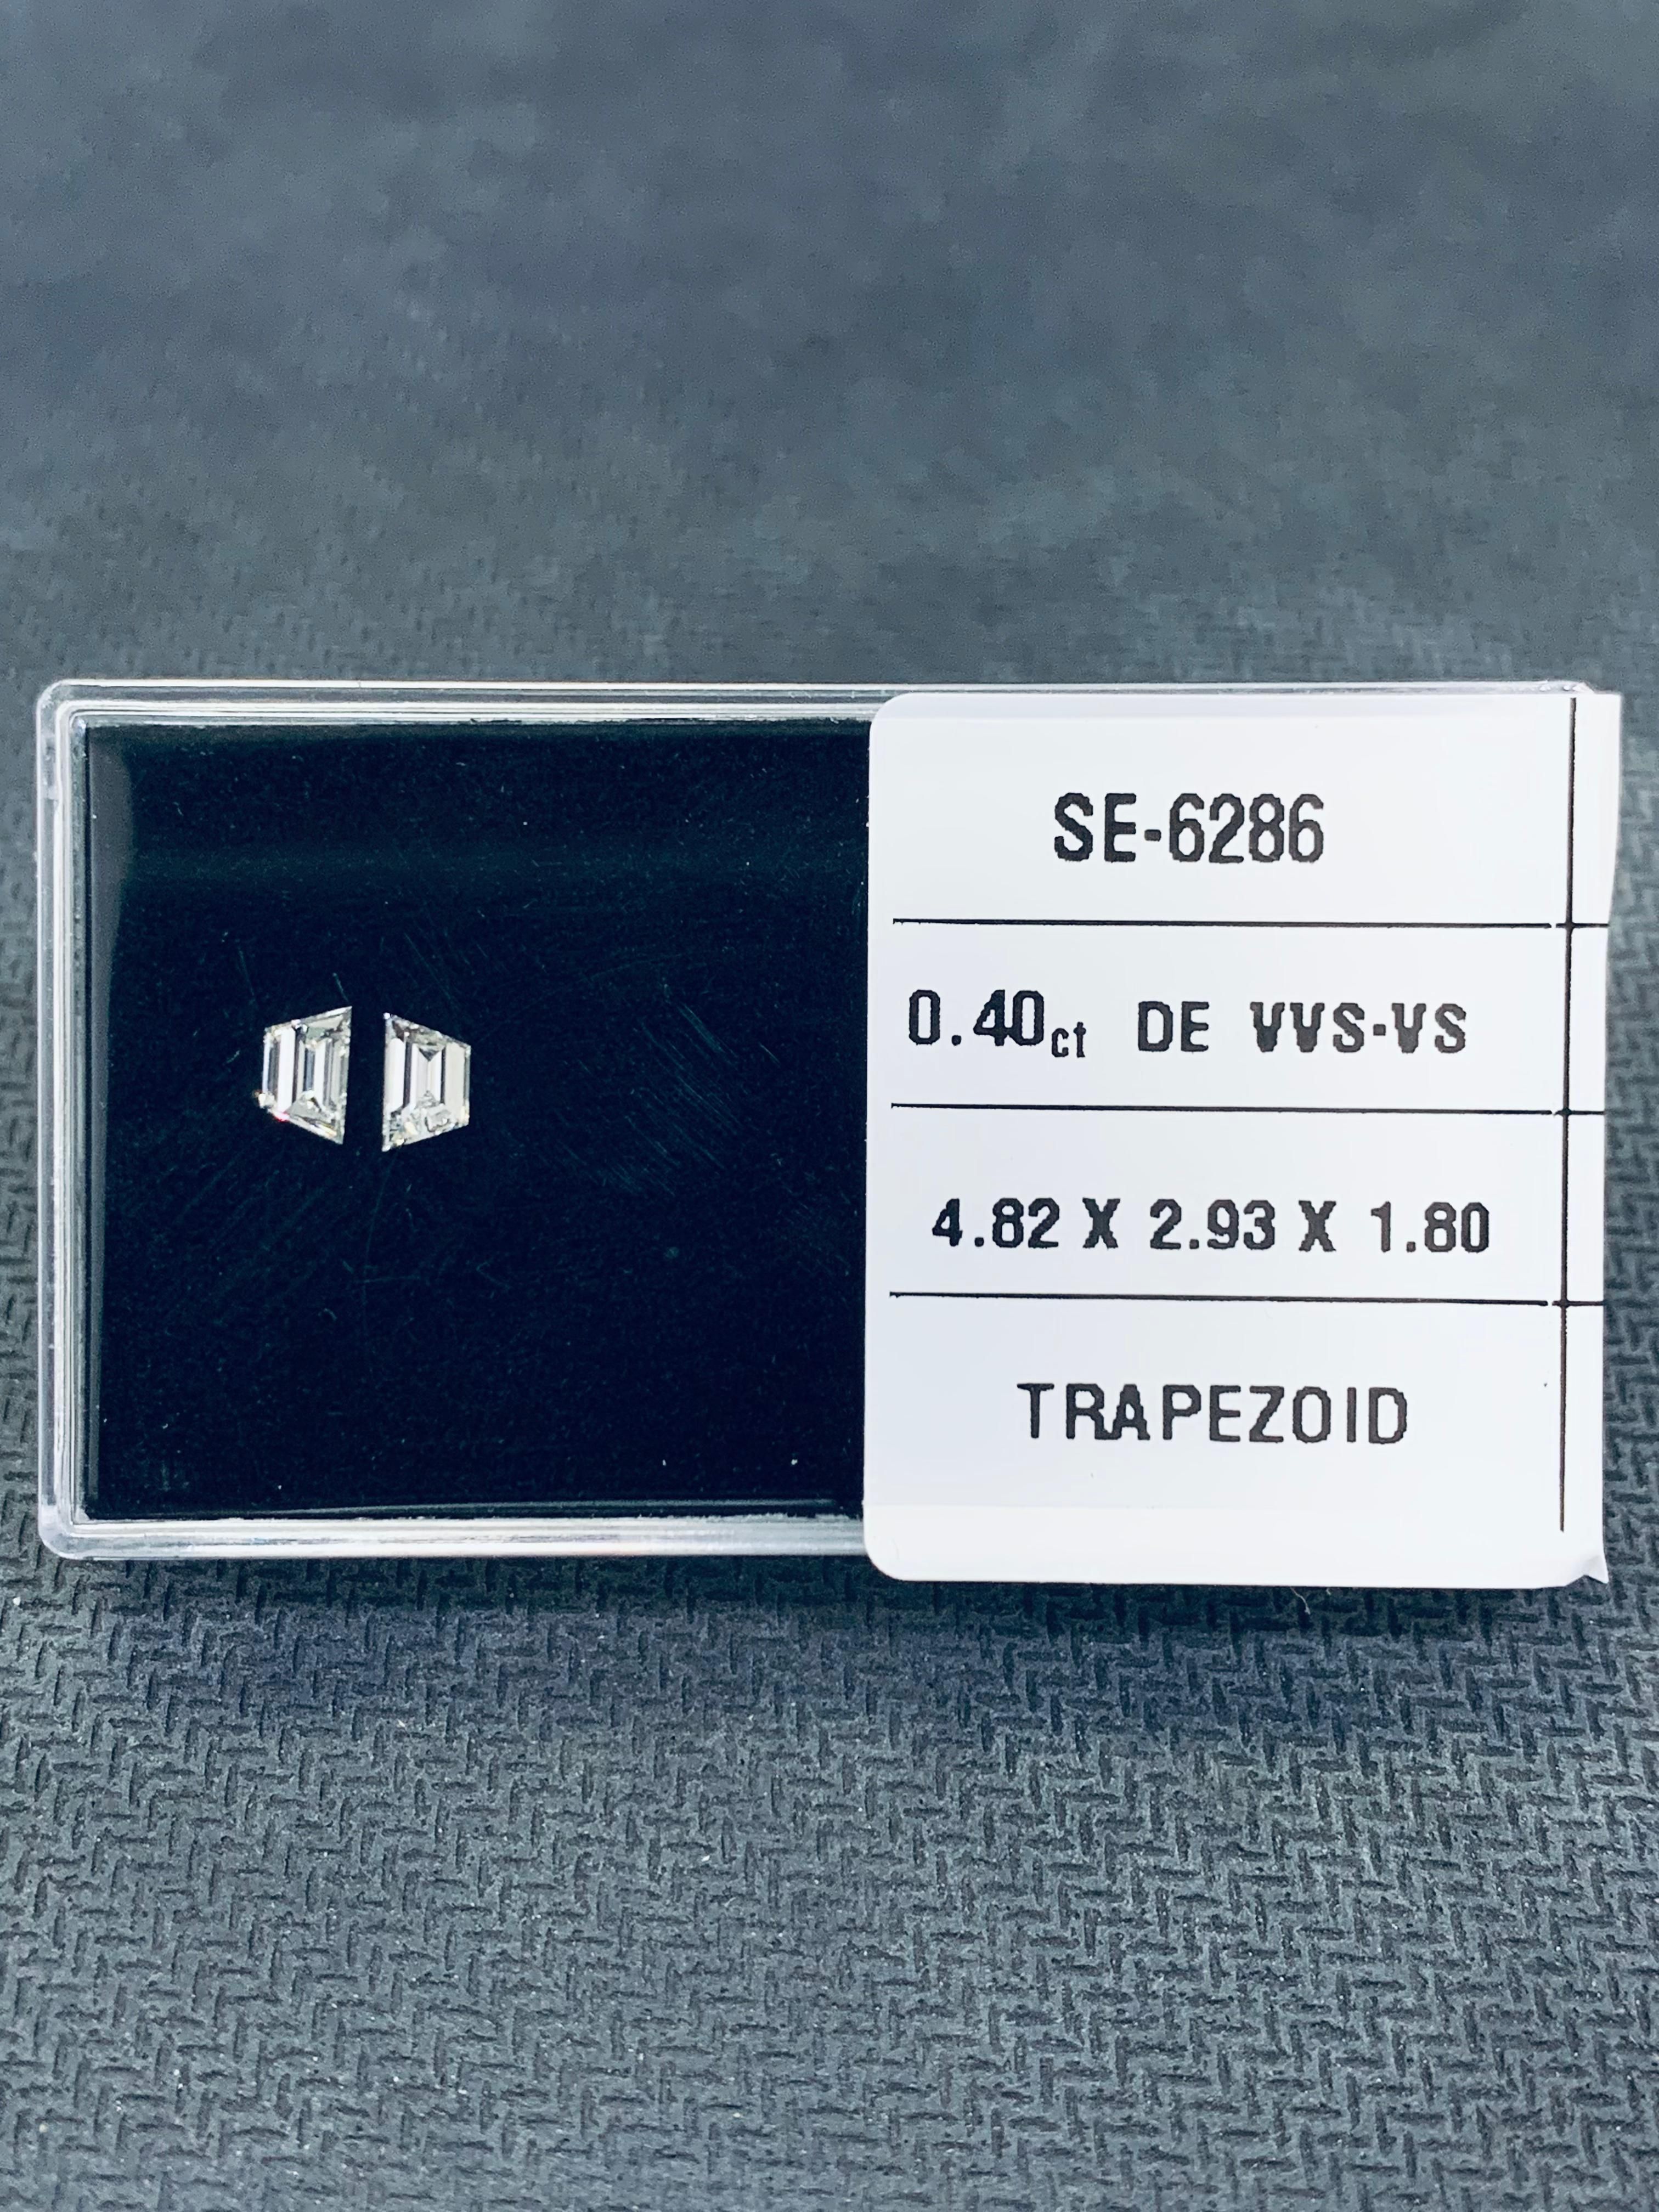 SE-6286
0.40ct DE VVS-VS
4.82 X 2.93 X 1.80
TRAPEZOID